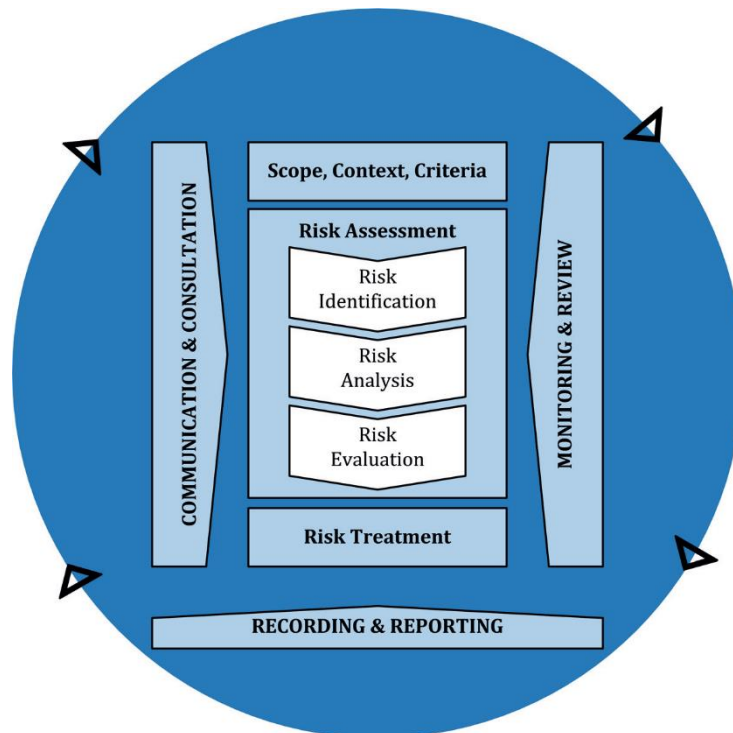 Scope, Context, Criteria
Risk Assessment
Risk
Identification
Risk
Analysis
Risk
Evaluation
Risk Treatment
COMMUNICATION & CONSULTATION
MONITORING & REVIEW
RECORDING & REPORTING